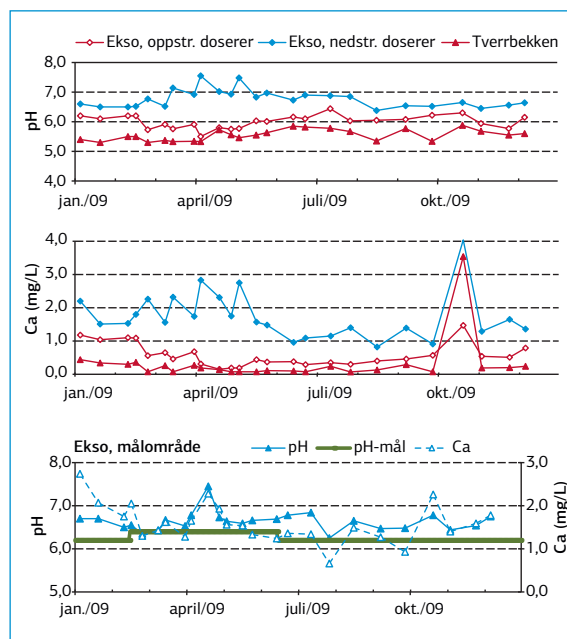 Ekso, oppstr. doserer Ekso, nedstr. doserer Tverrbekken
8,0
7,0
6,0
5,0
4,0
pH
jan./09 april/09 juli/09 okt./09
4,0
3,0
2,0
1,0
0,0
Ca (mg/L)
jan./09 april/09 juli/09 okt./09
Ekso, målområde pH pH-mål Ca
8,0 3,0
7,0 2,0
6,0 1,0
5,0 0,0
pH Ca (mg/L)
jan./09 april/09 juli/09 okt./09